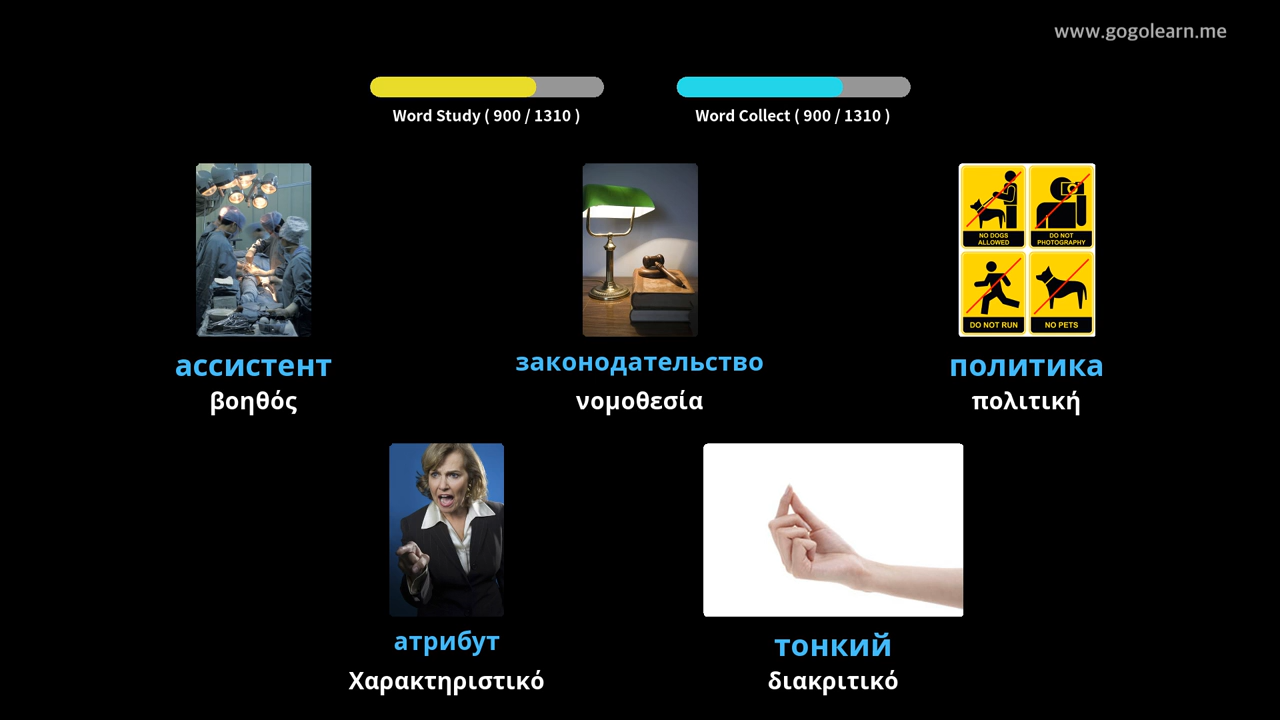 www.gogolearn.me
Word Study ( 900 / 1310 )
Word Collect ( 900 / 1310 )
NO DOGS
ALLOWED
DO NOT
PHOTOGRAPHY
DO NOT RUN
NO PETS
ассистент
βοηθός
законодательство
νομοθεσία
политика
πολιτική
атрибут
Χαρακτηριστικό
тонкий
διακριτικό